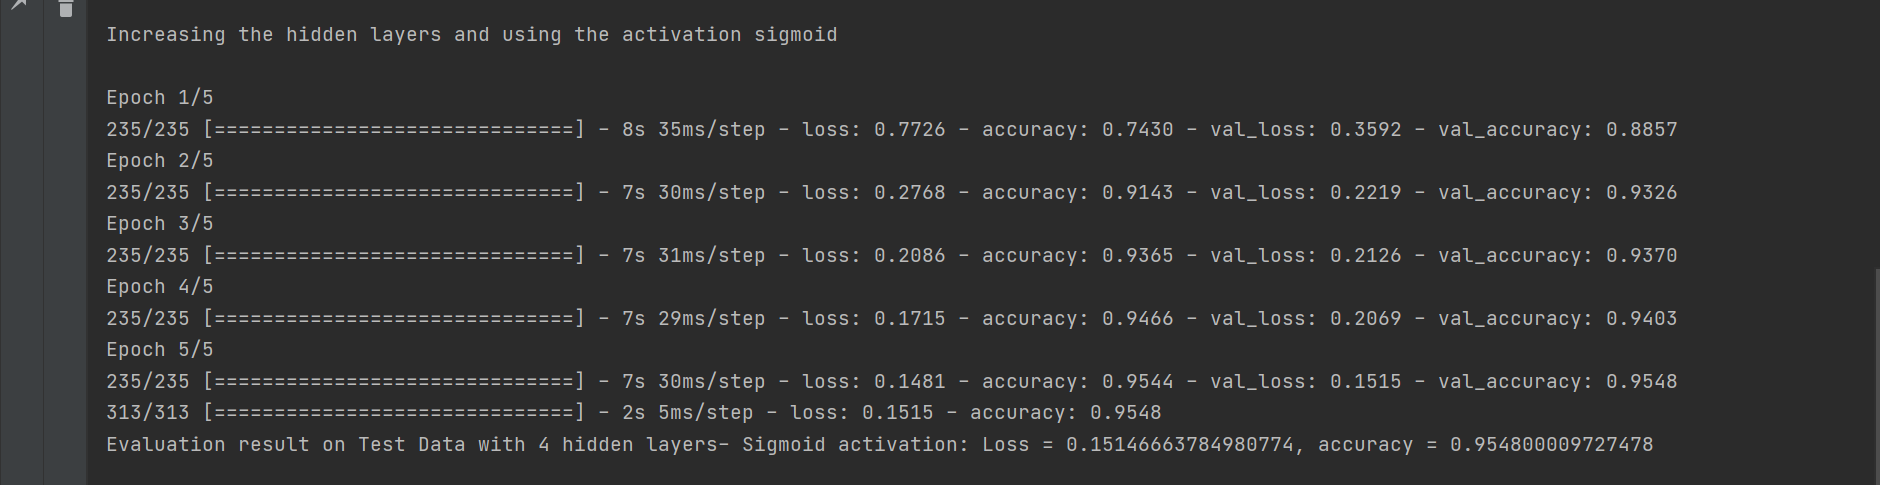 Increasing the hidden layers and using the activation sigmoid
Epoch 1/5
235/235 [==============================] - 8s 35ms/step - loss: 0.7726 - accuracy: 0.7430 - val_loss: 0.3592 - val_accuracy: 0.8857
Epoch 2/5
235/235 [==============================] - 7s 30ms/step - loss: 0.2768 - accuracy: 0.9143 - val_loss: 0.2219 - val_accuracy: 0.9326
Epoch 3/5
235/235 [==============================] - 7s 31ms/step - loss: 0.2086 - accuracy: 0.9365 - val_loss: 0.2126 - val_accuracy: 0.9370
Epoch 4/5
235/235 [==============================] - 7s 29ms/step - loss: 0.1715 - accuracy: 0.9466 - val_loss: 0.2069 - val_accuracy: 0.9403
Epoch 5/5
235/235 [==============================] - 7s 30ms/step - loss: 0.1481 - accuracy: 0.9544 - val_loss: 0.1515 - val_accuracy: 0.9548
313/313 [==============================] - 2s 5ms/step - loss: 0.1515 - accuracy: 0.9548
Evaluation result on Test Data with 4 hidden layers- Sigmoid activation: Loss = 0.15146663784980774, accuracy = 0.954800009727478